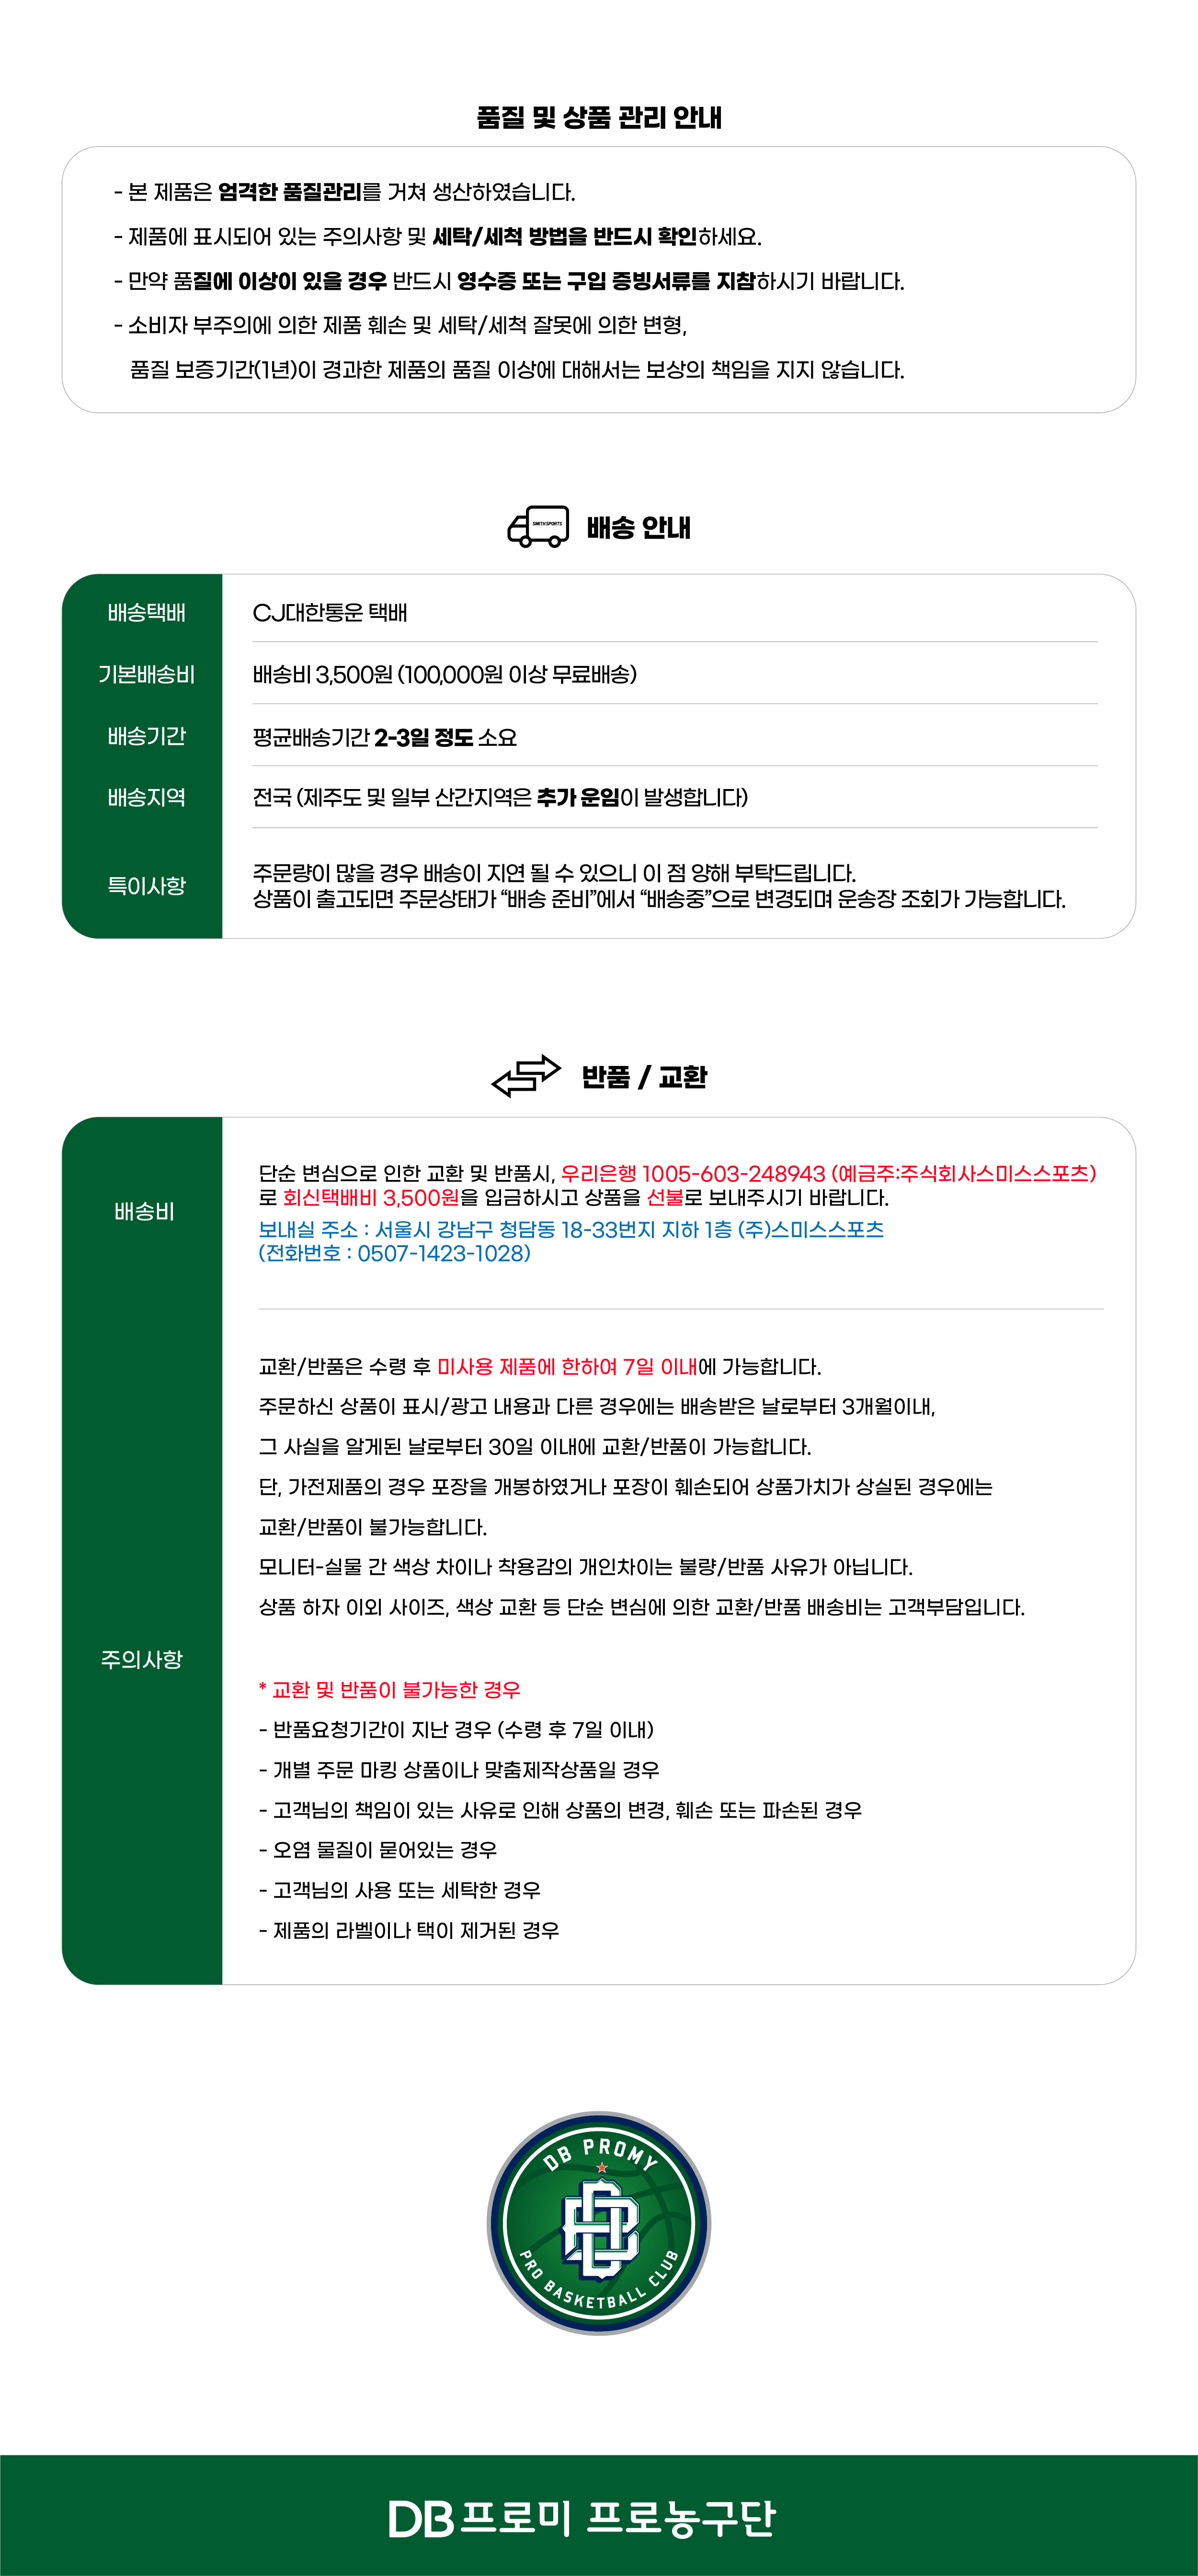 품질 및 상품 관리 안내
- 본 제품은 엄격한 품질관리를 거쳐 생산하였습니다.
- 제품에 표시되어 있는 주의사항 및 세탁/세척 방법을 반드시 확인하세요.
- 만약 품질에 이상이 있을 경우 반드시 영수증 또는 구입 증빙서류를 지참하시기 바랍니다.
- 소비자 부주의에 의한 제품 훼손 및 세탁/세척 잘못에 의한 변형,
품질 보증기간(1년)이 경과한 제품의 품질 이상에 대해서는 보상의 책임을 지지 않습니다.
SMITH SPORTS
배송 안내
배송택배
CJ대한통운 택배
기본배송비
배송비 3,500원 (100,000원 이상 무료배송)
배송기간
평균배송기간 2-3일 정도 소요
배송지역
전국 (제주도 및 일부 산간지역은 추가 운임이 발생합니다)
특이사항
주문량이 많을 경우 배송이 지연 될 수 있으니 이 점 양해 부탁드립니다.
상품이 출고되면 주문상태가 “배송 준비”에서 “배송중”으로 변경되며 운송장 조회가 가능합니다.
반품 / 교환
배송비
단순 변심으로 인한 교환 및 반품시, 우리은행 1005-603-248943 (예금주:주식회사스미스스포츠)
로 회신택배비 3,500원을 입금하시고 상품을 선불로 보내주시기 바랍니다.
보내실 주소 : 서울시 강남구 청담동 18-33번지 지하 1층 (주)스미스스포츠
(전화번호 : 0507-1423-1028)
주의사항
교환/반품은 수령 후 미사용 제품에 한하여 7일 이내에 가능합니다.
주문하신 상품이 표시/광고 내용과 다른 경우에는 배송받은 날로부터 3개월이내,
그 사실을 알게된 날로부터 30일 이내에 교환/반품이 가능합니다.
단, 가전제품의 경우 포장을 개봉하였거나 포장이 훼손되어 상품가치가 상실된 경우에는
교환/반품이 불가능합니다.
모니터-실물 간 색상 차이나 착용감의 개인차이는 불량/반품 사유가 아닙니다.
상품 하자 이외 사이즈, 색상 교환 등 단순 변심에 의한 교환/반품 배송비는 고객부담입니다.
* 교환 및 반품이 불가능한 경우
- 반품요청기간이 지난 경우 (수령 후 7일 이내)
- 개별 주문 마킹 상품이나 맞춤제작상품일 경우
- 고객님의 책임이 있는 사유로 인해 상품의 변경, 훼손 또는 파손된 경우
- 오염 물질이 묻어있는 경우
- 고객님의 사용 또는 세탁한 경우
- 제품의 라벨이나 택이 제거된 경우
DB PROMY
DB
PRO BASKETBALL CLUB
DB프로미 프로농구단